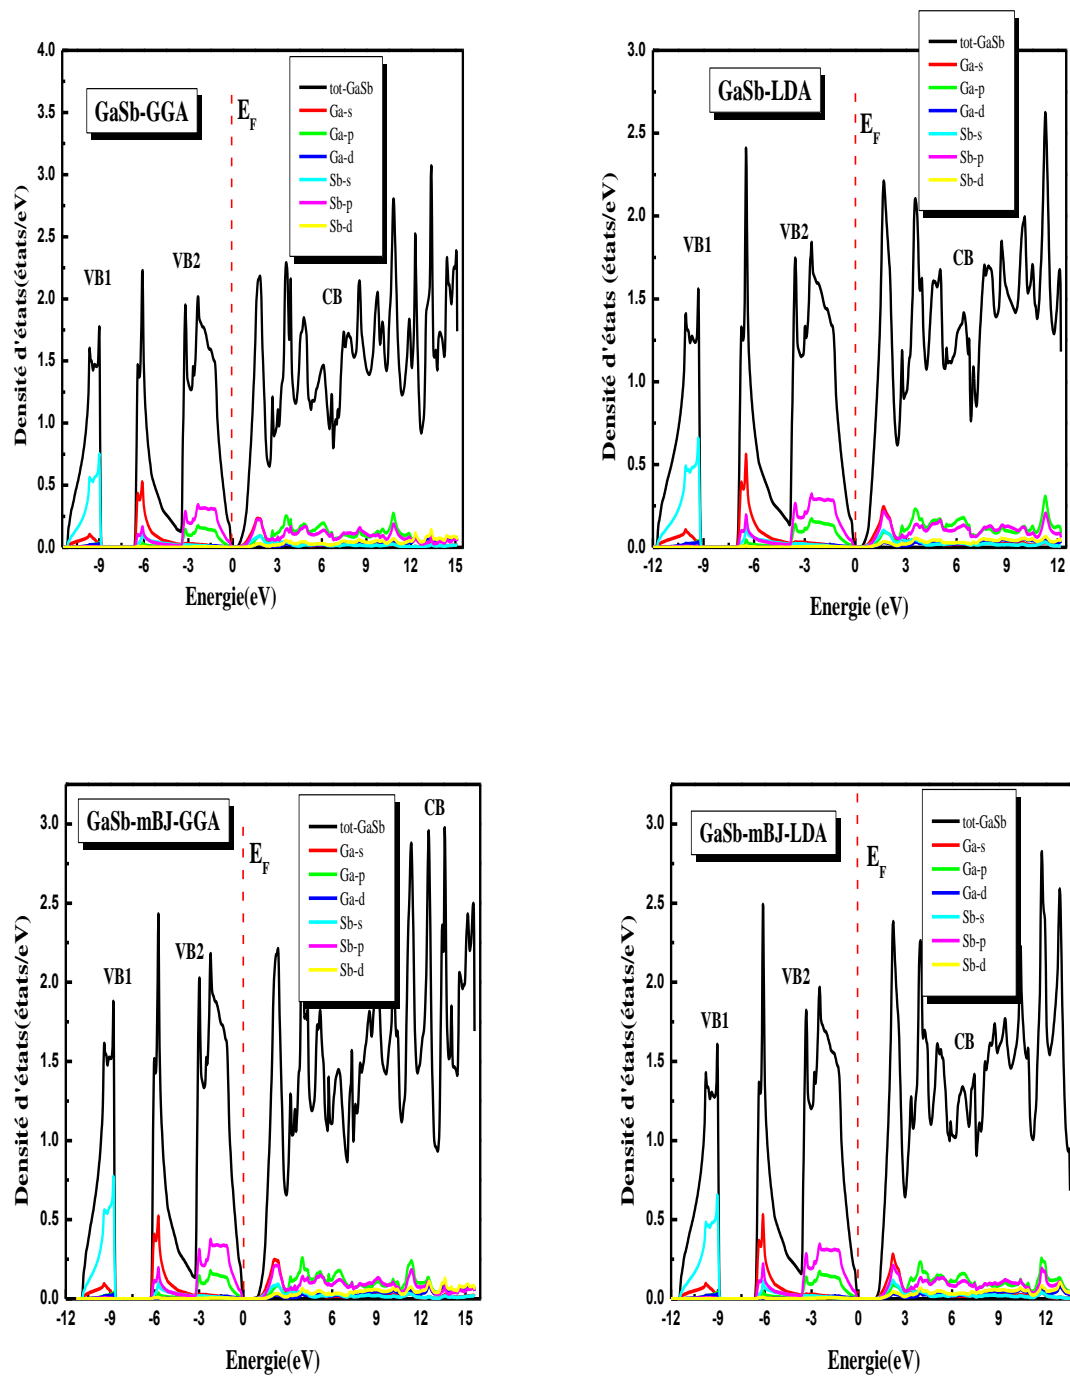 GaSb-GGA
E_F
tot-GaSb
Ga-s
Ga-p
Ga-d
Sb-s
Sb-p
Sb-d
VB1
VB2
CB
4.0
3.5
3.0
2.5
2.0
1.5
1.0
0.5
0.0
Densité d'états(états/eV)
-9 -6 -3 0 3 6 9 12 15
Energie(eV)
GaSb-LDA
E_F
tot-GaSb
Ga-s
Ga-p
Ga-d
Sb-s
Sb-p
Sb-d
VB1
VB2
CB
3.0
2.5
2.0
1.5
1.0
0.5
0.0
Densité d'états (états/eV)
-12 -9 -6 -3 0 3 6 9 12
Energie (eV)
GaSb-mBJ-GGA
E_F
tot-GaSb
Ga-s
Ga-p
Ga-d
Sb-s
Sb-p
Sb-d
CB
VB1
VB2
3.0
2.5
2.0
1.5
1.0
0.5
0.0
Densité d'états(états/eV)
-12 -9 -6 -3 0 3 6 9 12 15
Energie(eV)
GaSb-mBJ-LDA
E_F
tot-GaSb
Ga-s
Ga-p
Ga-d
Sb-s
Sb-p
Sb-d
VB1
VB2
CB
3.0
2.5
2.0
1.5
1.0
0.5
0.0
Densité d'états(états/eV)
-12 -9 -6 -3 0 3 6 9 12
Energie(eV)